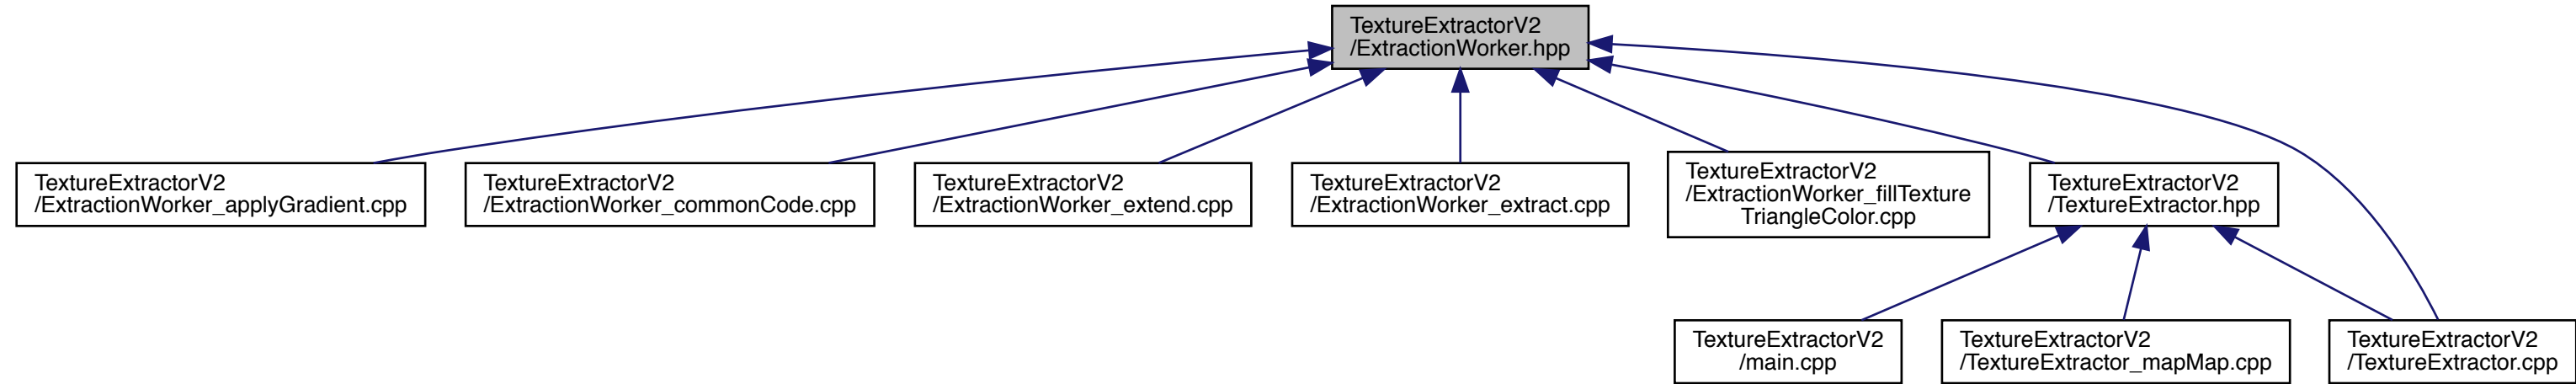 TextureExtractorV2
/ExtractionWorker.hpp
TextureExtractorV2
/ExtractionWorker_applyGradient.cpp
TextureExtractorV2
/ExtractionWorker_commonCode.cpp
TextureExtractorV2
/ExtractionWorker_extend.cpp
TextureExtractorV2
/ExtractionWorker_extract.cpp
TextureExtractorV2
/ExtractionWorker_fillTexture
TriangleColor.cpp
TextureExtractorV2
/TextureExtractor.hpp
TextureExtractorV2
/main.cpp
TextureExtractorV2
/TextureExtractor_mapMap.cpp
TextureExtractorV2
/TextureExtractor.cpp